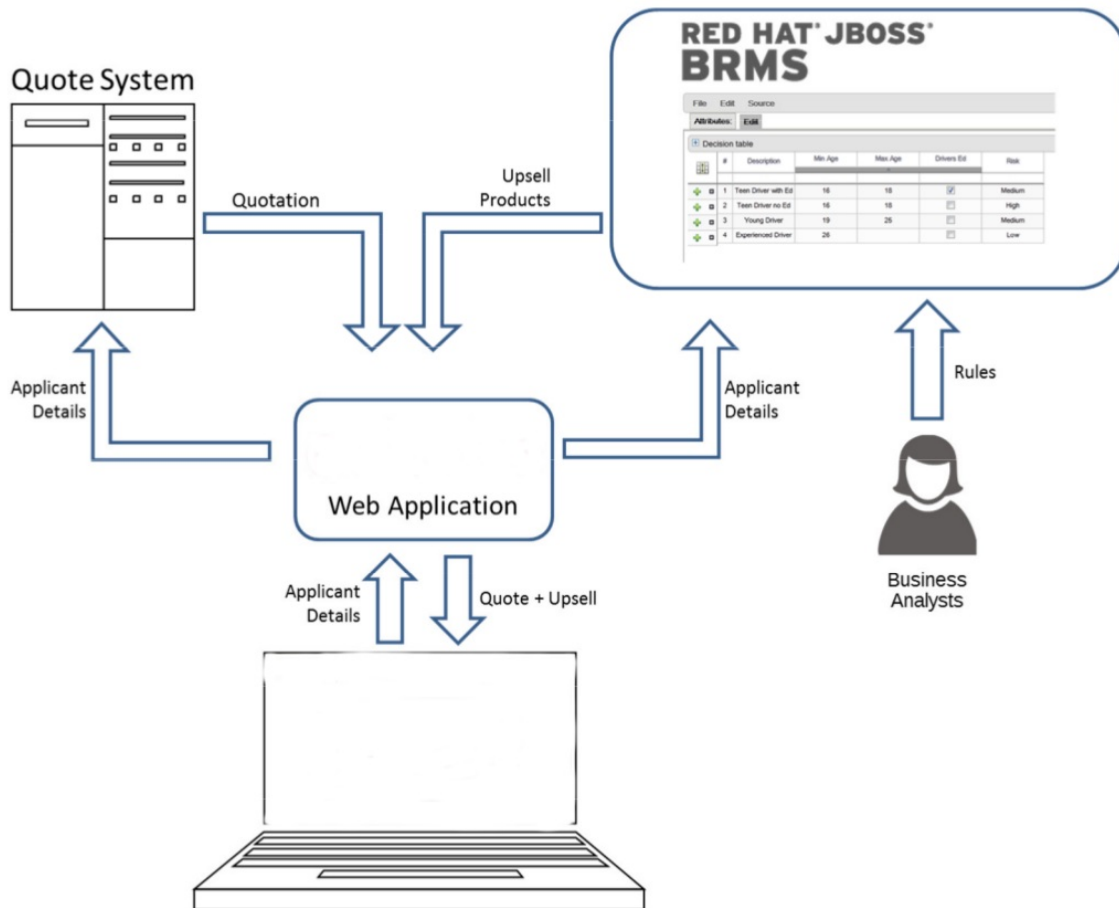 RED HAT® JBOSS®
BRMS
Quote System
File Edit Source
Attributes: Edit
Decision table
# Description Min Age Max Age Drivers Ed Risk
1 Teen Driver with Ed 16 18 Medium
2 Teen Driver no Ed 16 18 High
3 Young Driver 19 25 Medium
4 Experienced Driver 26 Low
Quotation
Upsell
Products
Applicant
Details
Applicant
Details
Rules
Web Application
Applicant
Details
Quote + Upsell
Business
Analysts